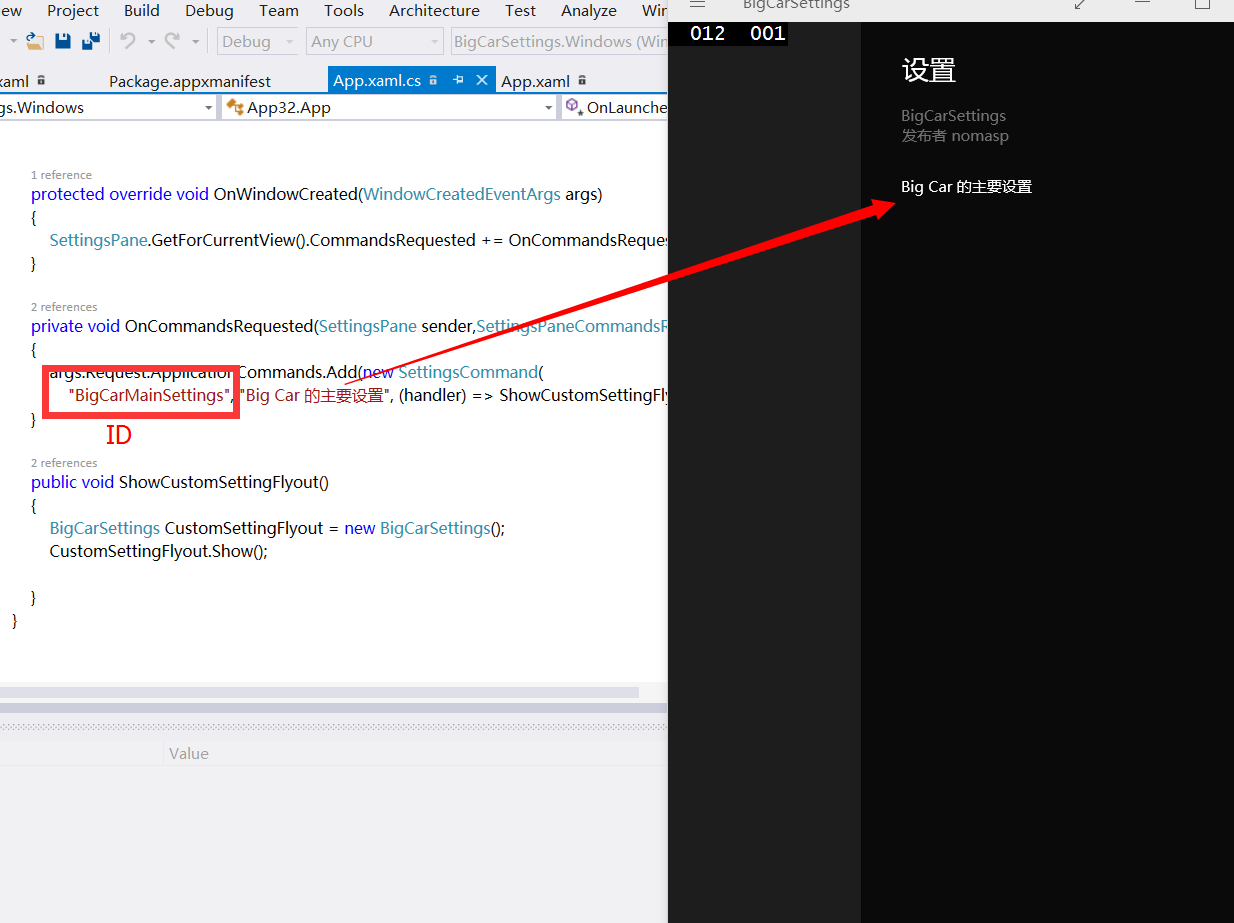 ew Project Build Debug Team Tools Architecture Test Analyze Win
Debug Any CPU BigCarSettings.Windows (Win
xaml Package.appxmanifest App.xaml.cs App.xaml
gs.Windows App32.App OnLaunche
1 reference
protected override void OnWindowCreated(WindowCreatedEventArgs args)
{
SettingsPane.GetForCurrentView().CommandsRequested += OnCommandsReques
}
2 references
private void OnCommandsRequested(SettingsPane sender,SettingsPaneCommandsR
{
args.Request.ApplicationCommands.Add(new SettingsCommand(
"BigCarMainSettings", "Big Car 的主要设置", (handler) => ShowCustomSettingFly
}
ID
2 references
public void ShowCustomSettingFlyout()
{
BigCarSettings CustomSettingFlyout = new BigCarSettings();
CustomSettingFlyout.Show();
}
}
Value
BigCarSettings
012 001
设置
BigCarSettings
发布者 nomasp
Big Car 的主要设置